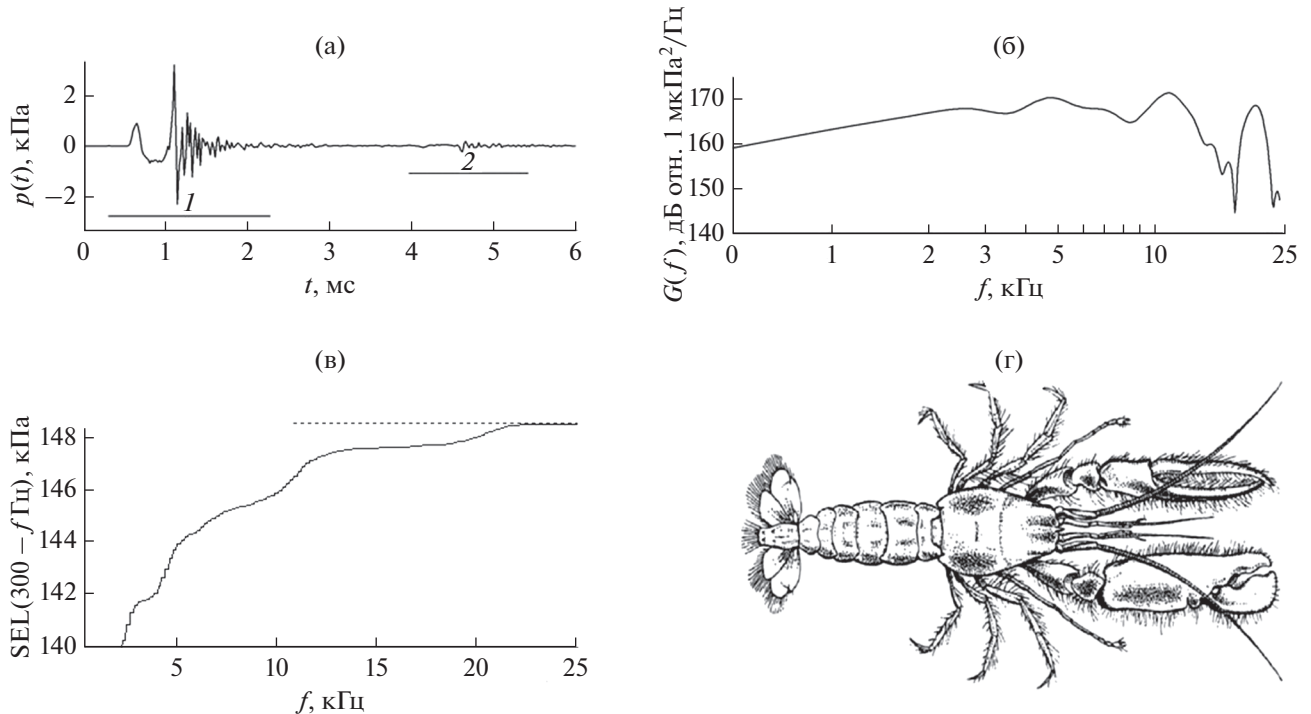 (а)
p(t), кПа
2
0
−2
1
2
0 1 2 3 4 5 6
t, мс
(б)
G(f), дБ отн. 1 мкПа²/Гц
170
160
150
140
0 1 2 3 5 10 25
f, кГц
(в)
SEL(300 – f Гц), кПа
148
146
144
142
140
5 10 15 20 25
f, кГц
(г)